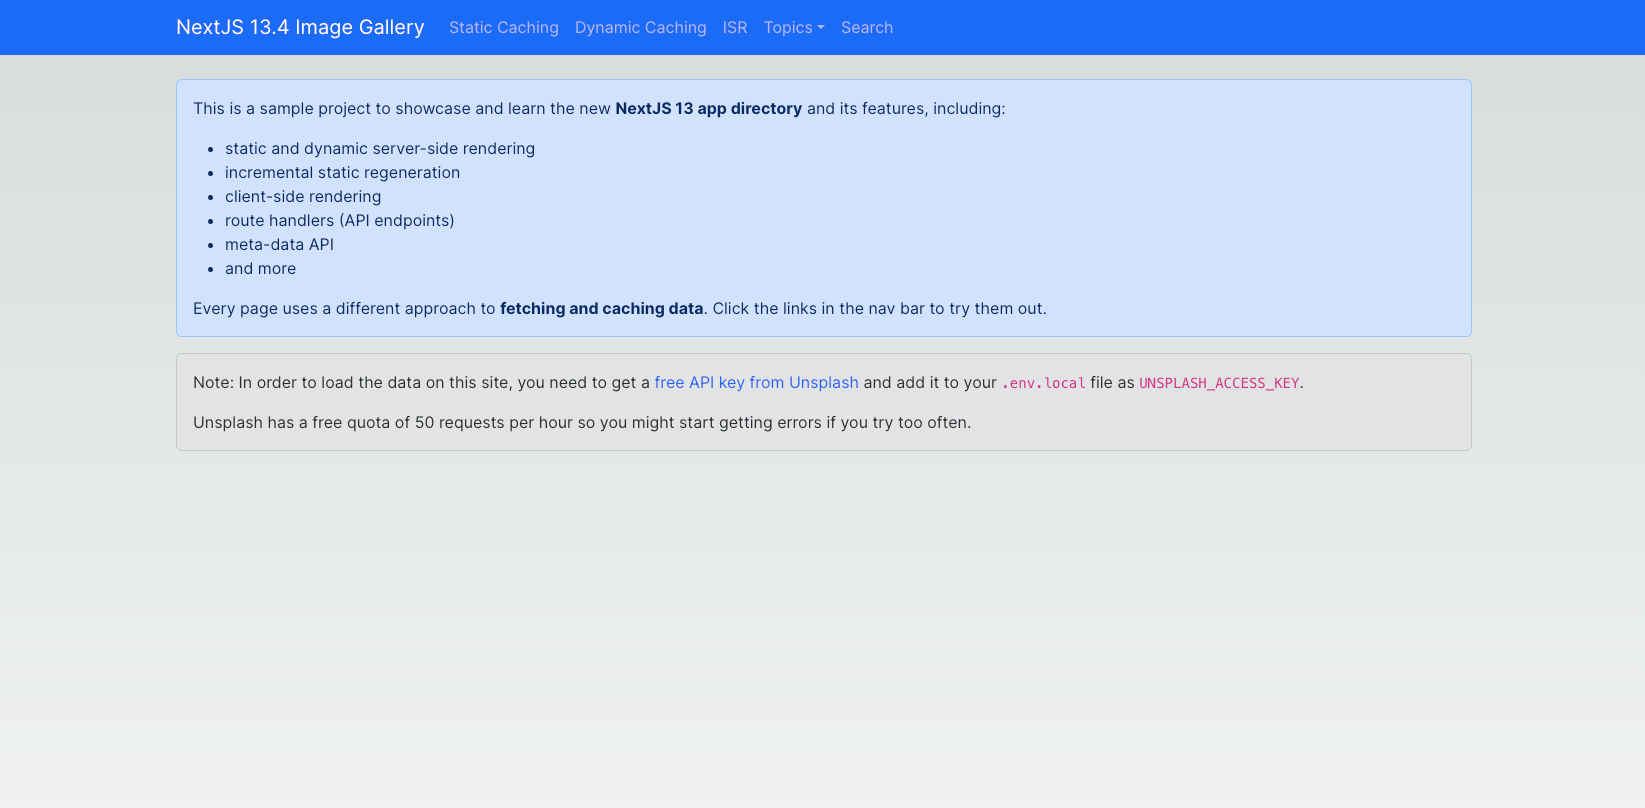 NextJS 13.4 Image Gallery Static Caching Dynamic Caching ISR Topics Search
This is a sample project to showcase and learn the new NextJS 13 app directory and its features, including:
• static and dynamic server-side rendering
• incremental static regeneration
• client-side rendering
• route handlers (API endpoints)
• meta-data API
• and more
Every page uses a different approach to fetching and caching data. Click the links in the nav bar to try them out.
Note: In order to load the data on this site, you need to get a free API key from Unsplash and add it to your .env.local file as UNSPLASH_ACCESS_KEY.
Unsplash has a free quota of 50 requests per hour so you might start getting errors if you try too often.